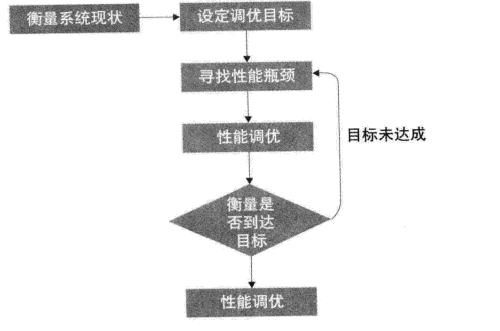 衡量系统现状
设定调优目标
寻找性能瓶颈
性能调优
目标未达成
衡量是
否到达
目标
性能调优